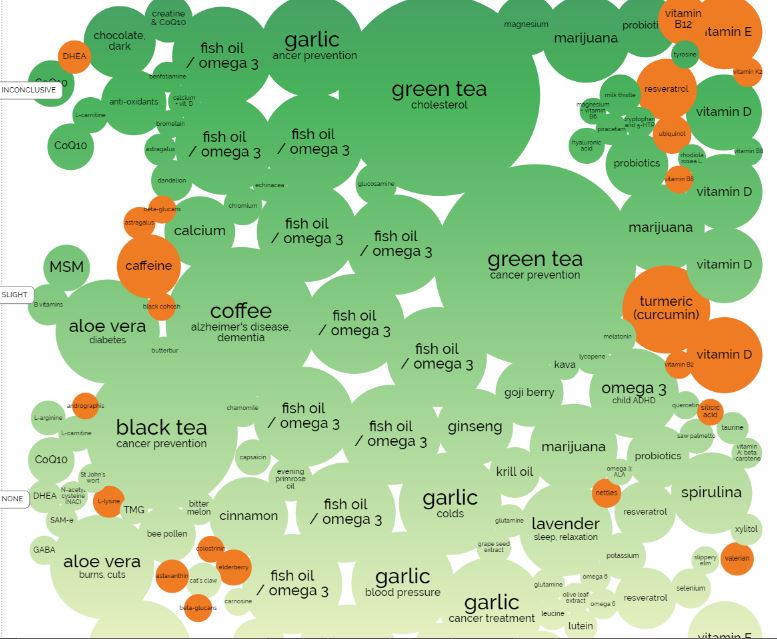 creatine
& CoQ10
chocolate,
dark
DHEA
INCONCLUSIVE
benfotiamine
anti-oxidants
calcium
+ vit. D
L-carnitine
bromelain
CoQ10
astragalus
dandelion
fish oil
/ omega 3
garlic
ancer prevention
green tea
cholesterol
magnesium
marijuana
probioti
vitamin
B12
itamin E
tyrosine
vitamin K2
resveratrol
milk thistle
magnesium
+ vitamin
B6
tryptophan
and 5-HTP
piracetam
ubiquinol
hyaluronic
acid
probiotics
rhodiola
rosea L
vitamin B6
vitamin D
fish oil
/ omega 3
fish oil
/ omega 3
echinacea
glucosamine
chromium
vitamin D
beta-glucans
astragalus
calcium
fish oil
/ omega 3
fish oil
/ omega 3
marijuana
green tea
cancer prevention
vitamin D
MSM
caffeine
SLIGHT
B vitamins
black cohosh
aloe vera
diabetes
coffee
alzheimer's disease,
dementia
butterbur
fish oil
/ omega 3
fish oil
/ omega 3
turmeric
(curcumin)
melatonin
lycopene
kava
vitamin B2
vitamin D
goji berry
omega 3
child ADHD
quercetin
silicic
acid
taurine
saw palmetto
vitamin
A: beta
carotene
andrographis
L-arginine
L-carnitine
black tea
cancer prevention
chamomile
fish oil
/ omega 3
fish oil
/ omega 3
ginseng
marijuana
probiotics
CoQ10
capsaicin
evening
primrose
oil
krill oil
omega 3:
ALA
St John's
wort
NONE
DHEA
N-acetyl
cysteine
(NAC)
L-lysine
TMG
bitter
melon
cinnamon
fish oil
/ omega 3
garlic
colds
nettles
spirulina
resveratrol
SAM-e
bee pollen
glutamine
lavender
sleep, relaxation
xylitol
GABA
aloe vera
burns, cuts
colostrinin
elderberry
astaxanthin
cat's claw
carnosine
beta-glucans
fish oil
/ omega 3
garlic
blood pressure
grape seed
extract
potassium
slippery
elm
valerian
garlic
cancer treatment
glutamine
omega 6
olive leaf
extract
omega 6
leucine
lutein
resveratrol
selenium
vitamin E